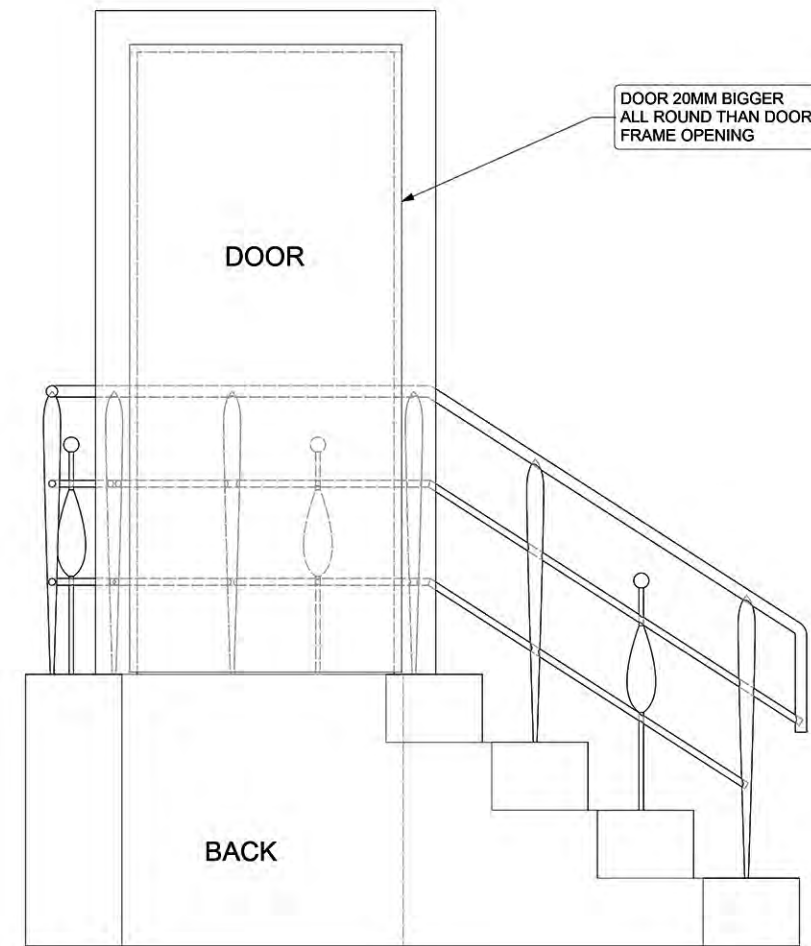 DOOR 20MM BIGGER
ALL ROUND THAN DOOR
FRAME OPENING
DOOR
BACK